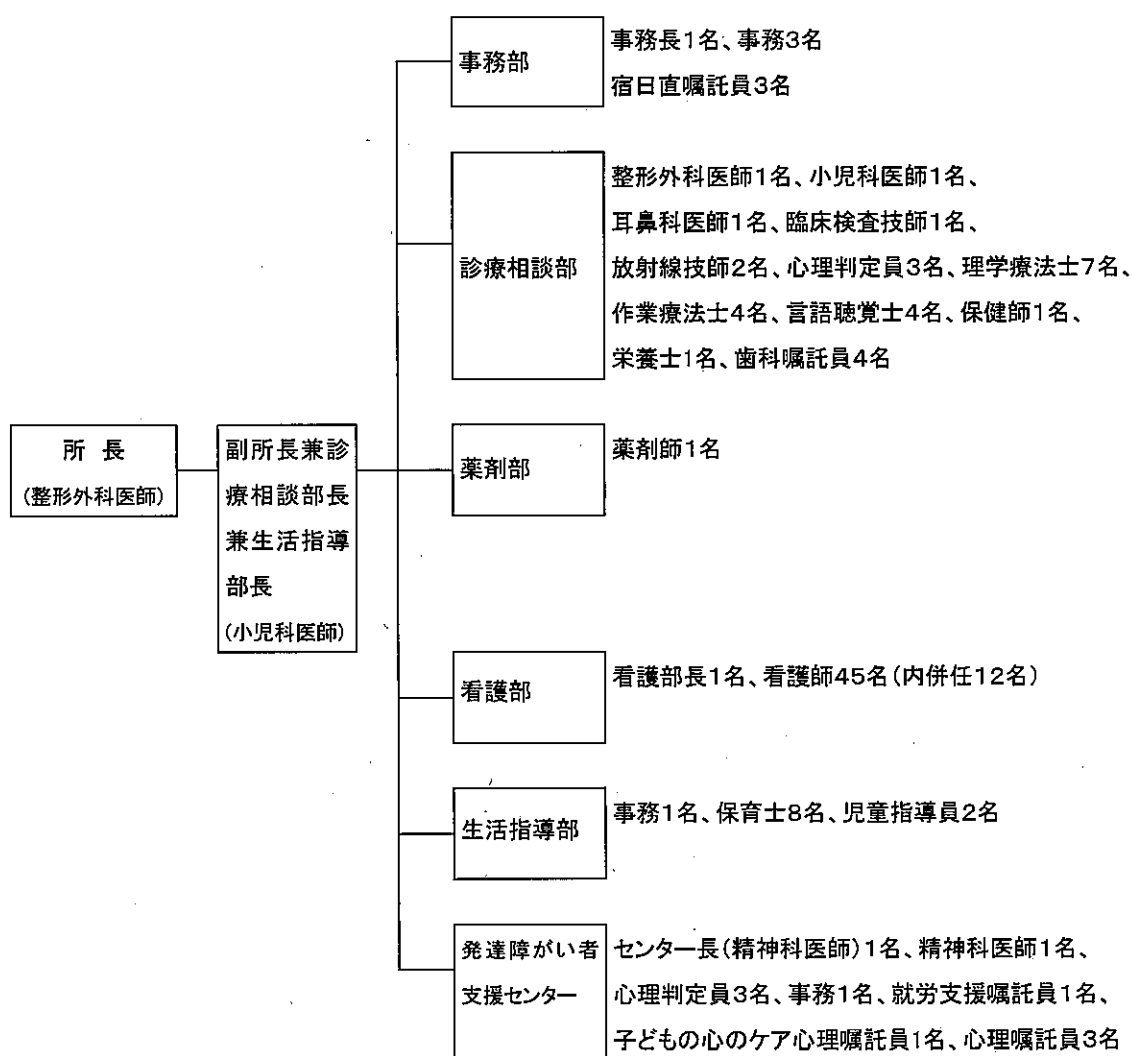 事務部
事務長1名、事務3名
宿日直嘱託員3名
診療相談部
整形外科医師1名、小児科医師1名、
耳鼻科医師1名、臨床検査技師1名、
放射線技師2名、心理判定員3名、理学療法士7名、
作業療法士4名、言語聴覚士4名、保健師1名、
栄養士1名、歯科嘱託員4名
所 長
(整形外科医師)
副所長兼診
療相談部長
兼生活指導
部長
(小児科医師)
薬剤部
薬剤師1名
看護部
看護部長1名、看護師45名(内併任12名)
生活指導部
事務1名、保育士8名、児童指導員2名
発達障がい者
支援センター
センター長(精神科医師)1名、精神科医師1名、
心理判定員3名、事務1名、就労支援嘱託員1名、
子どもの心のケア心理嘱託員1名、心理嘱託員3名